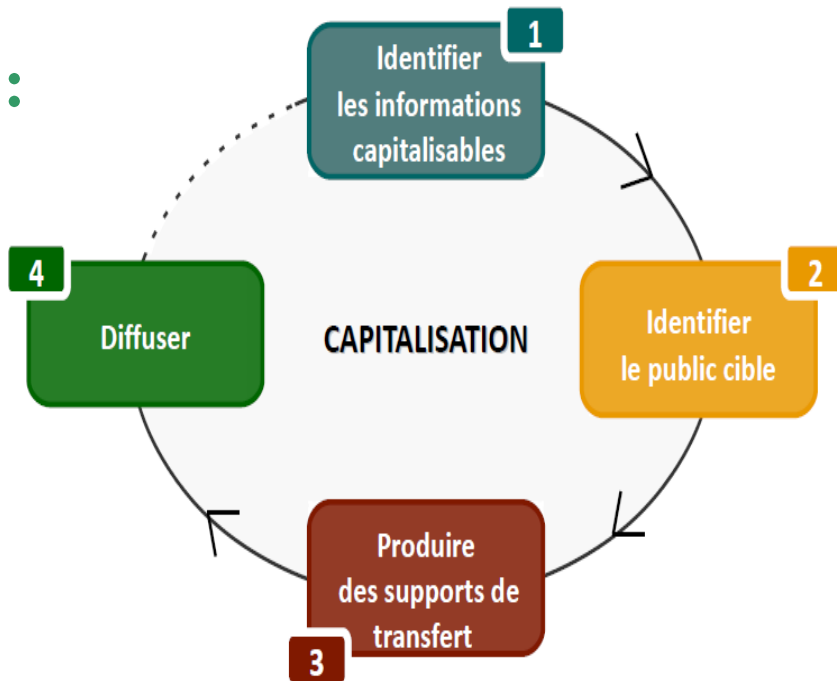 1
Identifier
les informations
capitalisables
2
Identifier
le public cible
3
Produire
des supports de
transfert
4
Diffuser
CAPITALISATION